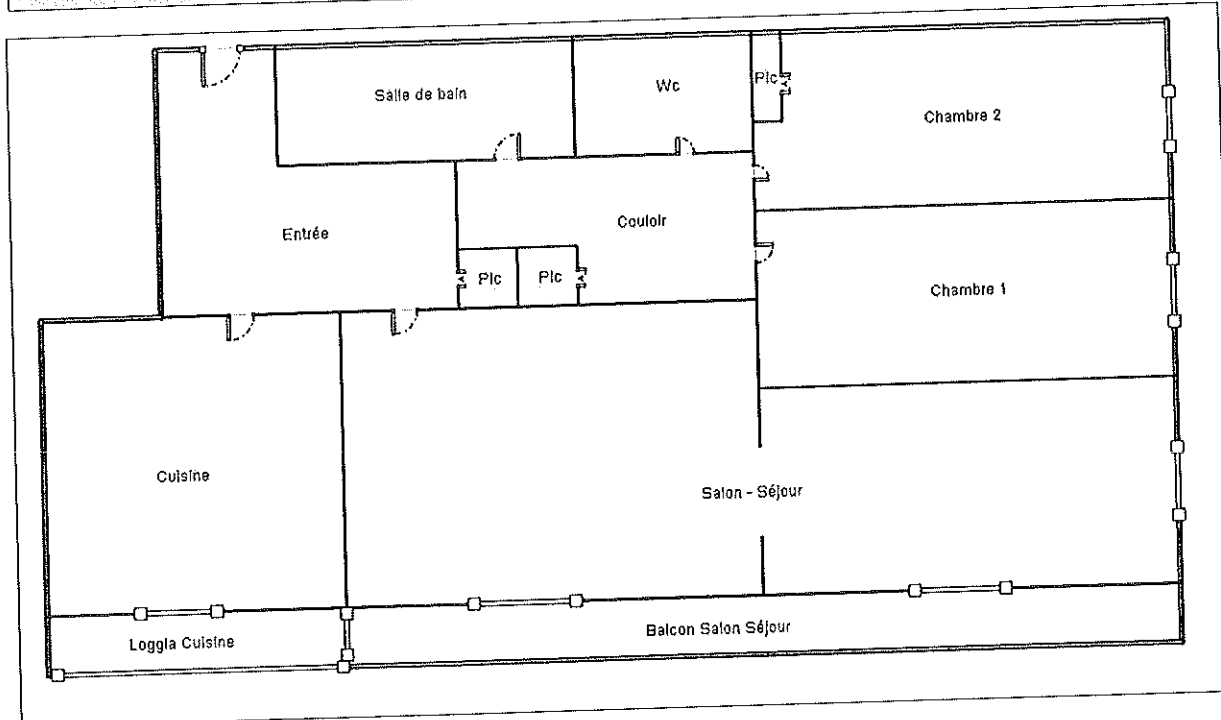 Salle de bain
Wc
Plc
Chambre 2
Entrée
Couloir
Plc
Plc
Chambre 1
Cuisine
Salon - Séjour
Loggia Cuisine
Balcon Salon Séjour